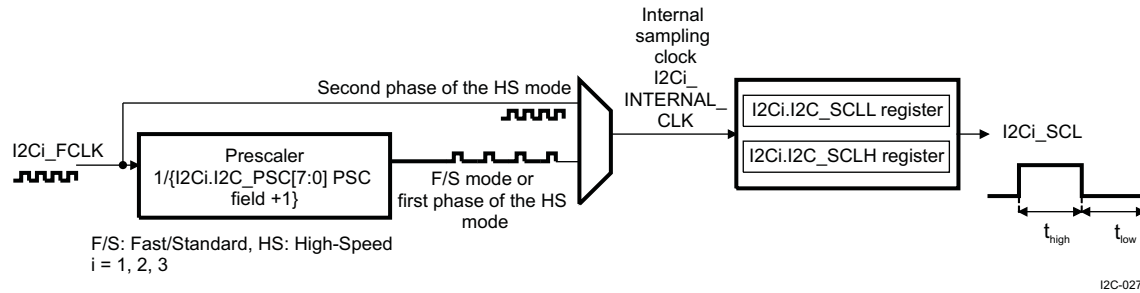 Internal
sampling
clock
I2Ci_
INTERNAL_
CLK
Second phase of the HS mode
I2Ci_FCLK
Prescaler
1/{I2Ci.I2C_PSC[7:0] PSC
field +1}
F/S mode or
first phase of the HS
mode
I2Ci.I2C_SCLL register
I2Ci.I2C_SCLH register
I2Ci_SCL
thigh
tlow
F/S: Fast/Standard, HS: High-Speed
i = 1, 2, 3
I2C-027